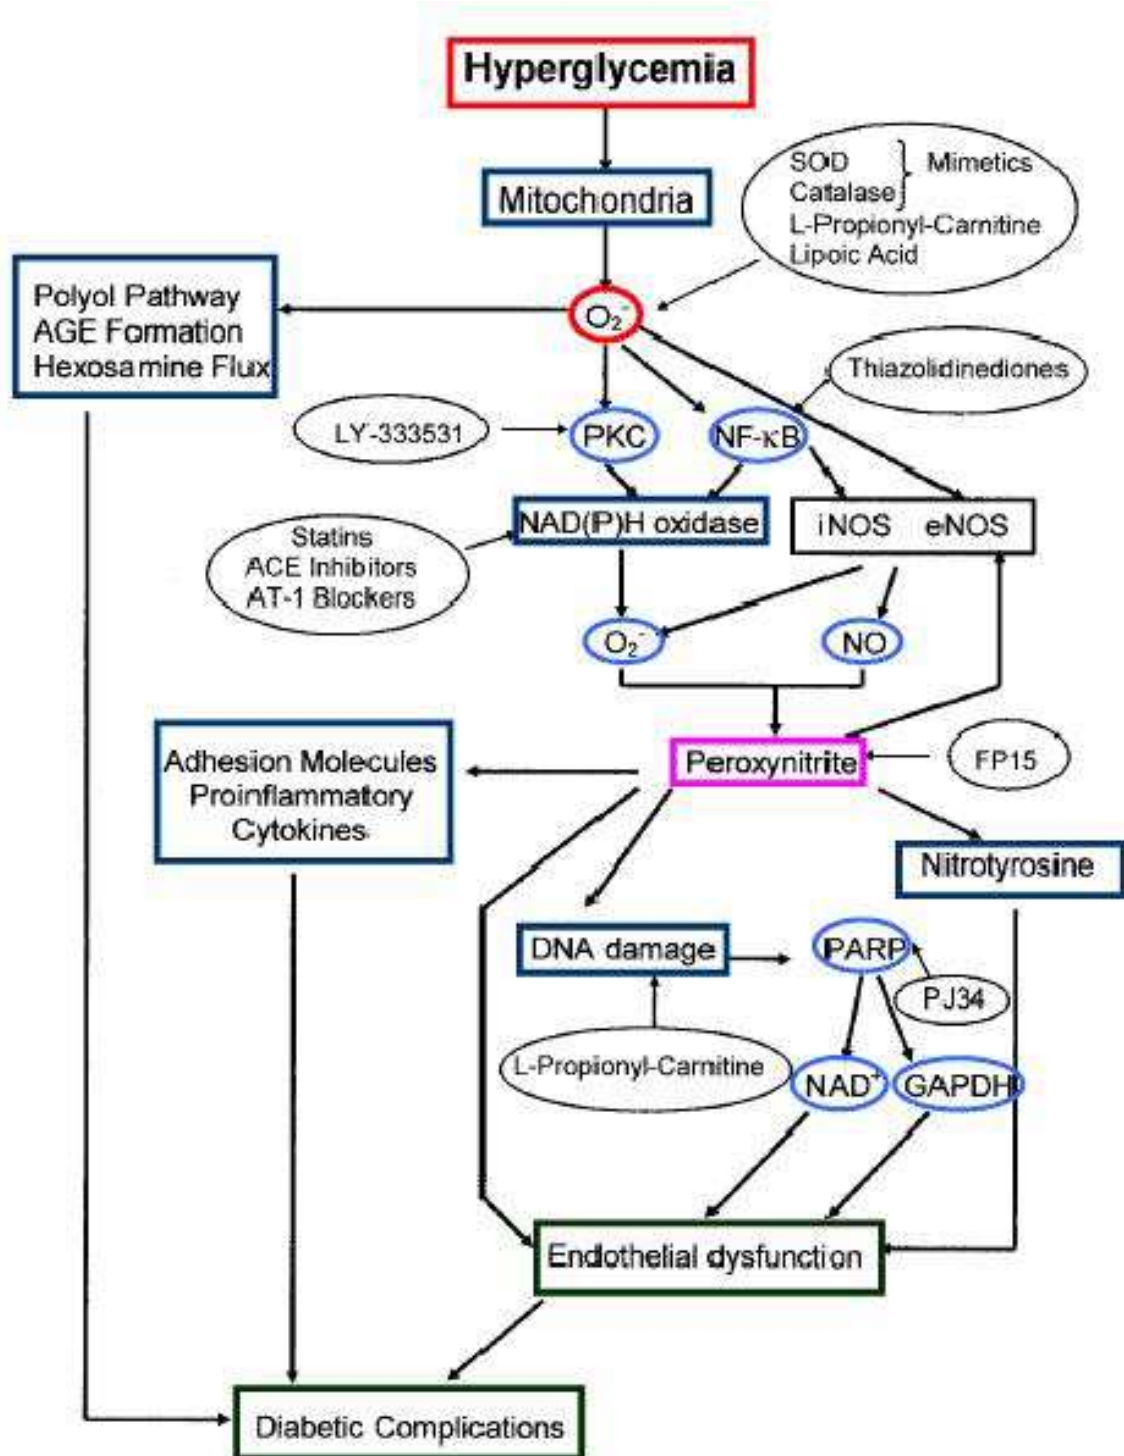 Hyperglycemia
SOD
Catalase } Mimetics
L-Propionyl-Carnitine
Lipoic Acid
Mitochondria
Polyol Pathway
AGE Formation
Hexosamine Flux
O₂⁻
Thiazolidinediones
LY-333531
PKC
NF-κB
NAD(P)H oxidase
iNOS eNOS
Statins
ACE Inhibitors
AT-1 Blockers
O₂⁻
NO
Adhesion Molecules
Proinflammatory
Cytokines
Peroxynitrite
FP15
Nitrotyrosine
DNA damage
PARP
PJ34
L-Propionyl-Carnitine
NAD⁺
GAPDH
Endothelial dysfunction
Diabetic Complications